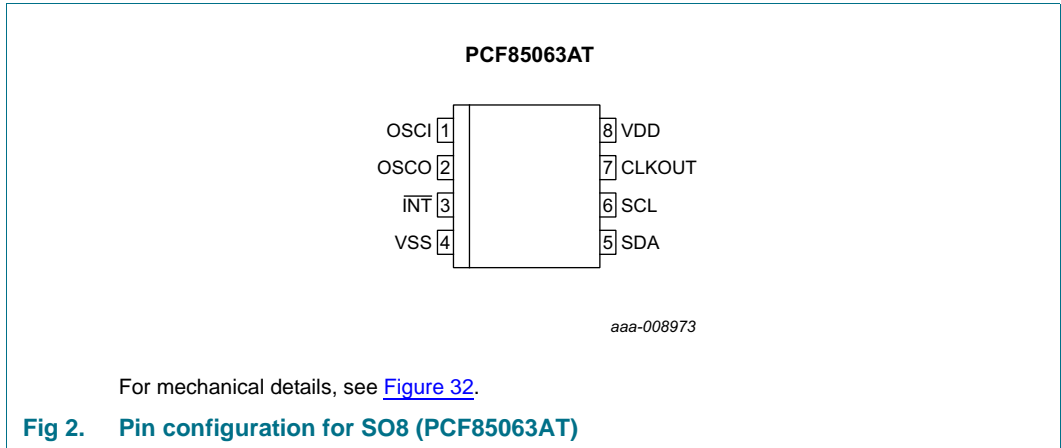 PCF85063AT
OSCI 1 8 VDD
OSCO 2 7 CLKOUT
INT 3 6 SCL
VSS 4 5 SDA
aaa-008973
For mechanical details, see Figure 32.
Fig 2. Pin configuration for SO8 (PCF85063AT)